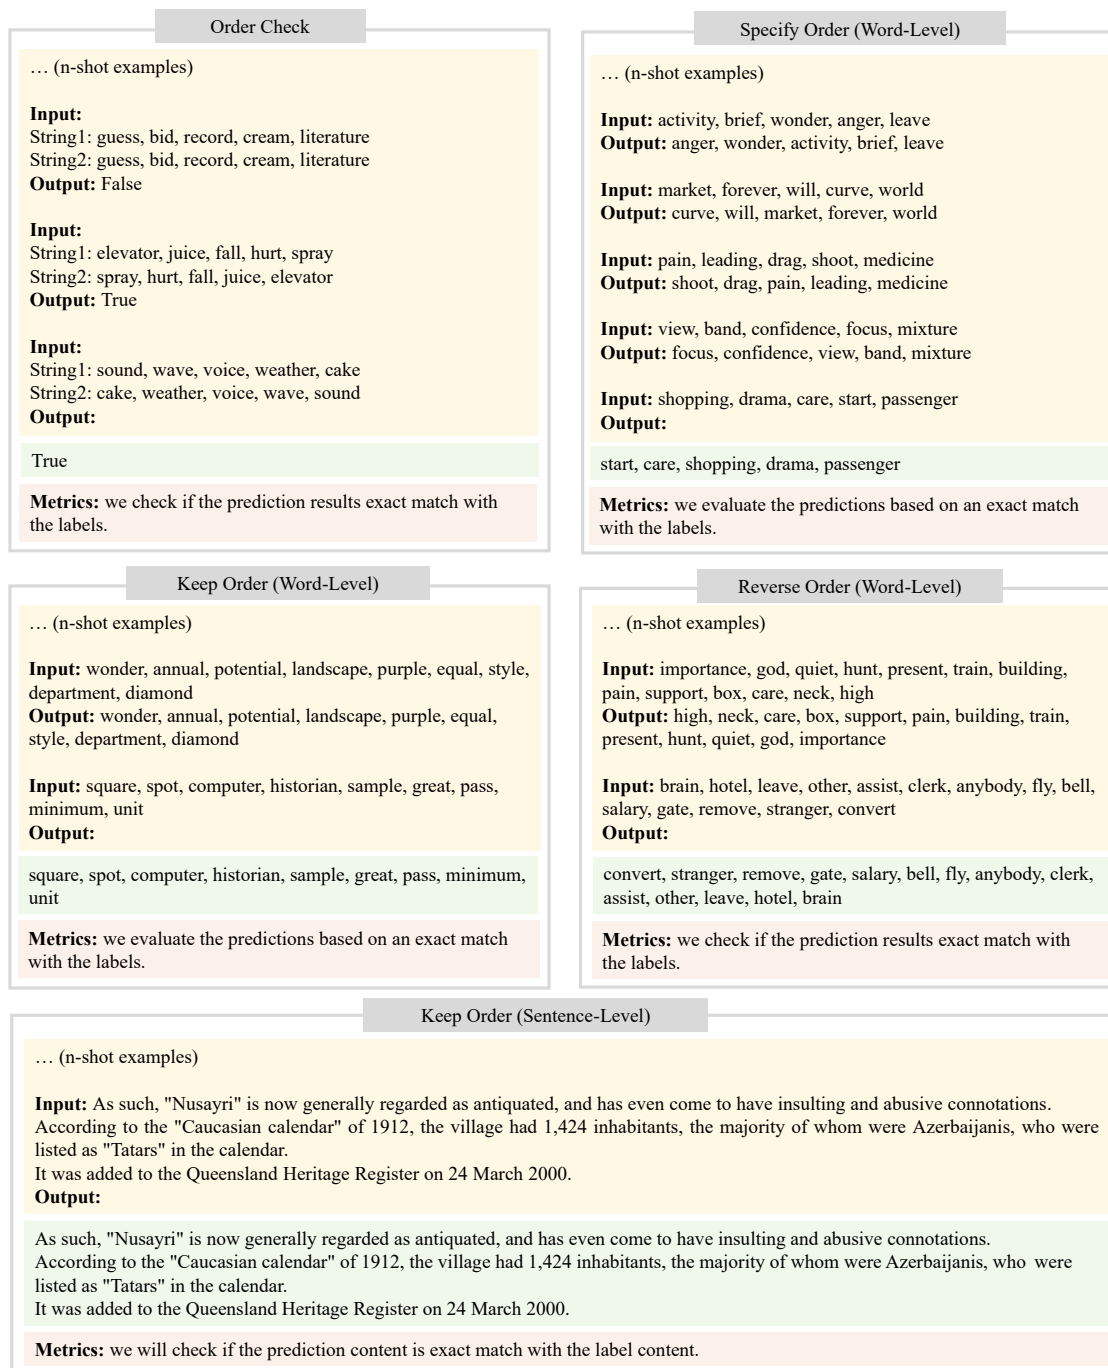 Order Check
… (n-shot examples)
Input:
String1: guess, bid, record, cream, literature
String2: guess, bid, record, cream, literature
Output: False
Input:
String1: elevator, juice, fall, hurt, spray
String2: spray, hurt, fall, juice, elevator
Output: True
Input:
String1: sound, wave, voice, weather, cake
String2: cake, weather, voice, wave, sound
Output:
True
Metrics: we check if the prediction results exact match with
the labels.
Specify Order (Word-Level)
… (n-shot examples)
Input: activity, brief, wonder, anger, leave
Output: anger, wonder, activity, brief, leave
Input: market, forever, will, curve, world
Output: curve, will, market, forever, world
Input: pain, leading, drag, shoot, medicine
Output: shoot, drag, pain, leading, medicine
Input: view, band, confidence, focus, mixture
Output: focus, confidence, view, band, mixture
Input: shopping, drama, care, start, passenger
Output:
start, care, shopping, drama, passenger
Metrics: we evaluate the predictions based on an exact match
with the labels.
Keep Order (Word-Level)
… (n-shot examples)
Input: wonder, annual, potential, landscape, purple, equal, style,
department, diamond
Output: wonder, annual, potential, landscape, purple, equal,
style, department, diamond
Input: square, spot, computer, historian, sample, great, pass,
minimum, unit
Output:
square, spot, computer, historian, sample, great, pass, minimum,
unit
Metrics: we evaluate the predictions based on an exact match
with the labels.
Reverse Order (Word-Level)
… (n-shot examples)
Input: importance, god, quiet, hunt, present, train, building,
pain, support, box, care, neck, high
Output: high, neck, care, box, support, pain, building, train,
present, hunt, quiet, god, importance
Input: brain, hotel, leave, other, assist, clerk, anybody, fly, bell,
salary, gate, remove, stranger, convert
Output:
convert, stranger, remove, gate, salary, bell, fly, anybody, clerk,
assist, other, leave, hotel, brain
Metrics: we check if the prediction results exact match with
the labels.
Keep Order (Sentence-Level)
… (n-shot examples)
Input: As such, "Nusayri" is now generally regarded as antiquated, and has even come to have insulting and abusive connotations.
According to the "Caucasian calendar" of 1912, the village had 1,424 inhabitants, the majority of whom were Azerbaijanis, who were
listed as "Tatars" in the calendar.
It was added to the Queensland Heritage Register on 24 March 2000.
Output:
As such, "Nusayri" is now generally regarded as antiquated, and has even come to have insulting and abusive connotations.
According to the "Caucasian calendar" of 1912, the village had 1,424 inhabitants, the majority of whom were Azerbaijanis, who were
listed as "Tatars" in the calendar.
It was added to the Queensland Heritage Register on 24 March 2000.
Metrics: we will check if the prediction content is exact match with the label content.